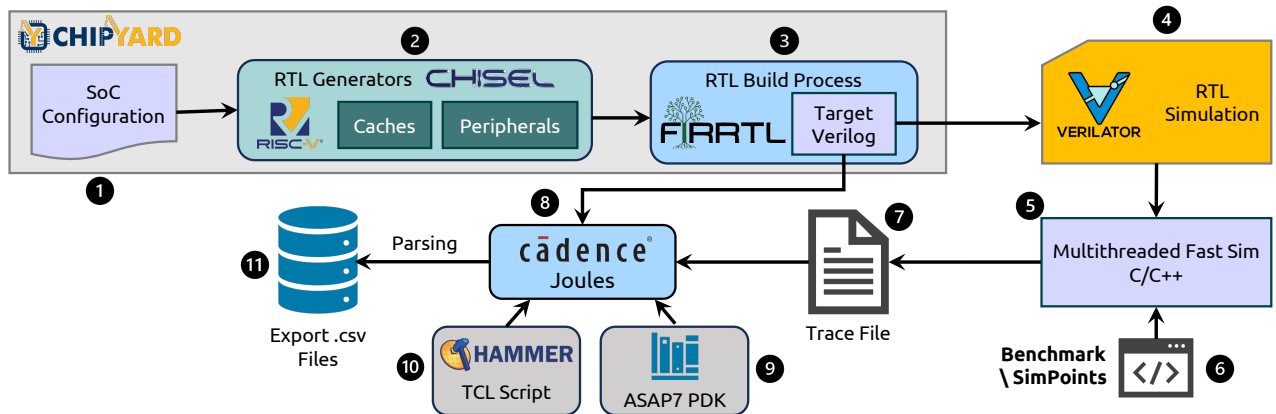 CHIPYARD
1
SoC
Configuration
2
RTL Generators CHISEL
RISC-V®
Caches
Peripherals
3
RTL Build Process
FIRRTL
Target
Verilog
4
VERILATOR
RTL
Simulation
5
Multithreaded Fast Sim
C/C++
6
Benchmark
\ SimPoints
</>
7
Trace File
8
cādence®
Joules
9
ASAP7 PDK
10
HAMMER
TCL Script
Parsing
11
Export .csv
Files